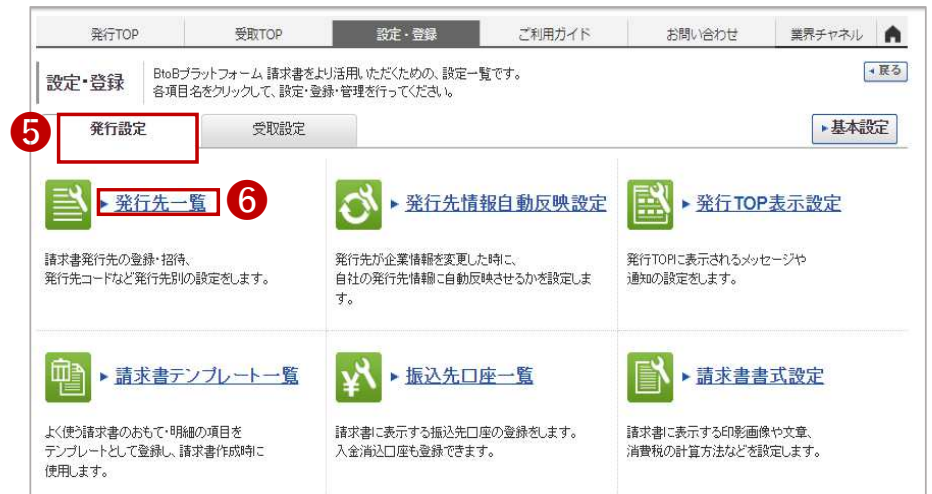 発行TOP 受取TOP 設定・登録 ご利用ガイド お問い合わせ 業界チャネル
設定・登録
BtoBプラットフォーム 請求書をより活用いただくための、設定一覧です。
各項目名をクリックして、設定・登録・管理を行ってください。
戻る
5
発行設定 受取設定 基本設定
発行先一覧
6
請求書発行先の登録・招待、
発行先コードなど発行先別の設定をします。
発行先情報自動反映設定
発行先が企業情報を変更した時に、
自社の発行先情報に自動反映させるかを設定しま
す。
発行TOP表示設定
発行TOPに表示されるメッセージや
通知の設定をします。
請求書テンプレート一覧
よく使う請求書のおもて・明細の項目を
テンプレートとして登録し、請求書作成時に
使用します。
振込先口座一覧
請求書に表示する振込先口座の登録をします。
入金消込口座も登録できます。
請求書書式設定
請求書に表示する印影画像や文章、
消費税の計算方法などを設定します。